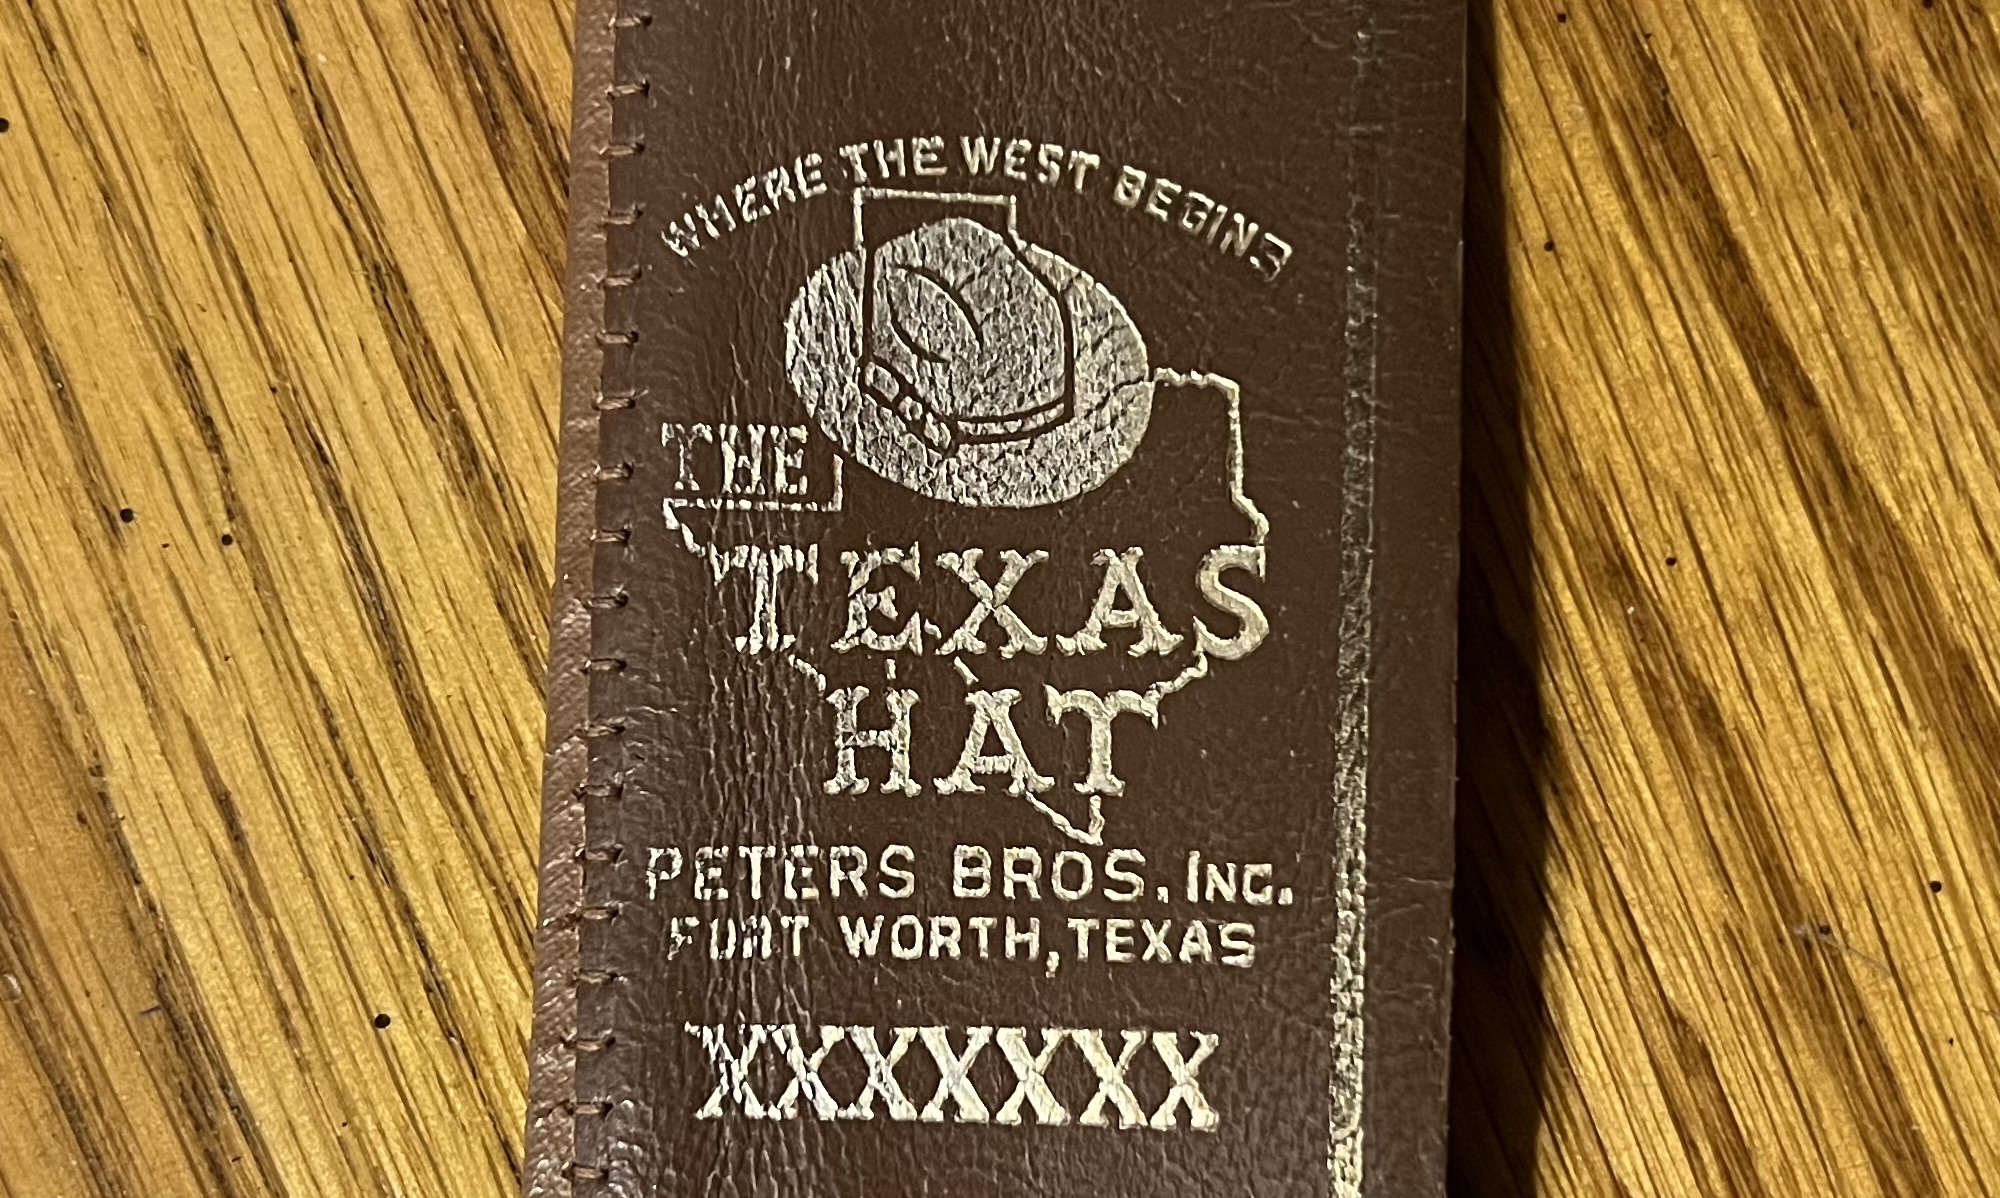 WHERE THE WEST BEGINS
THE
TEXAS
HAT
PETERS BROS. INC.
FORT WORTH, TEXAS
XXXXXXX